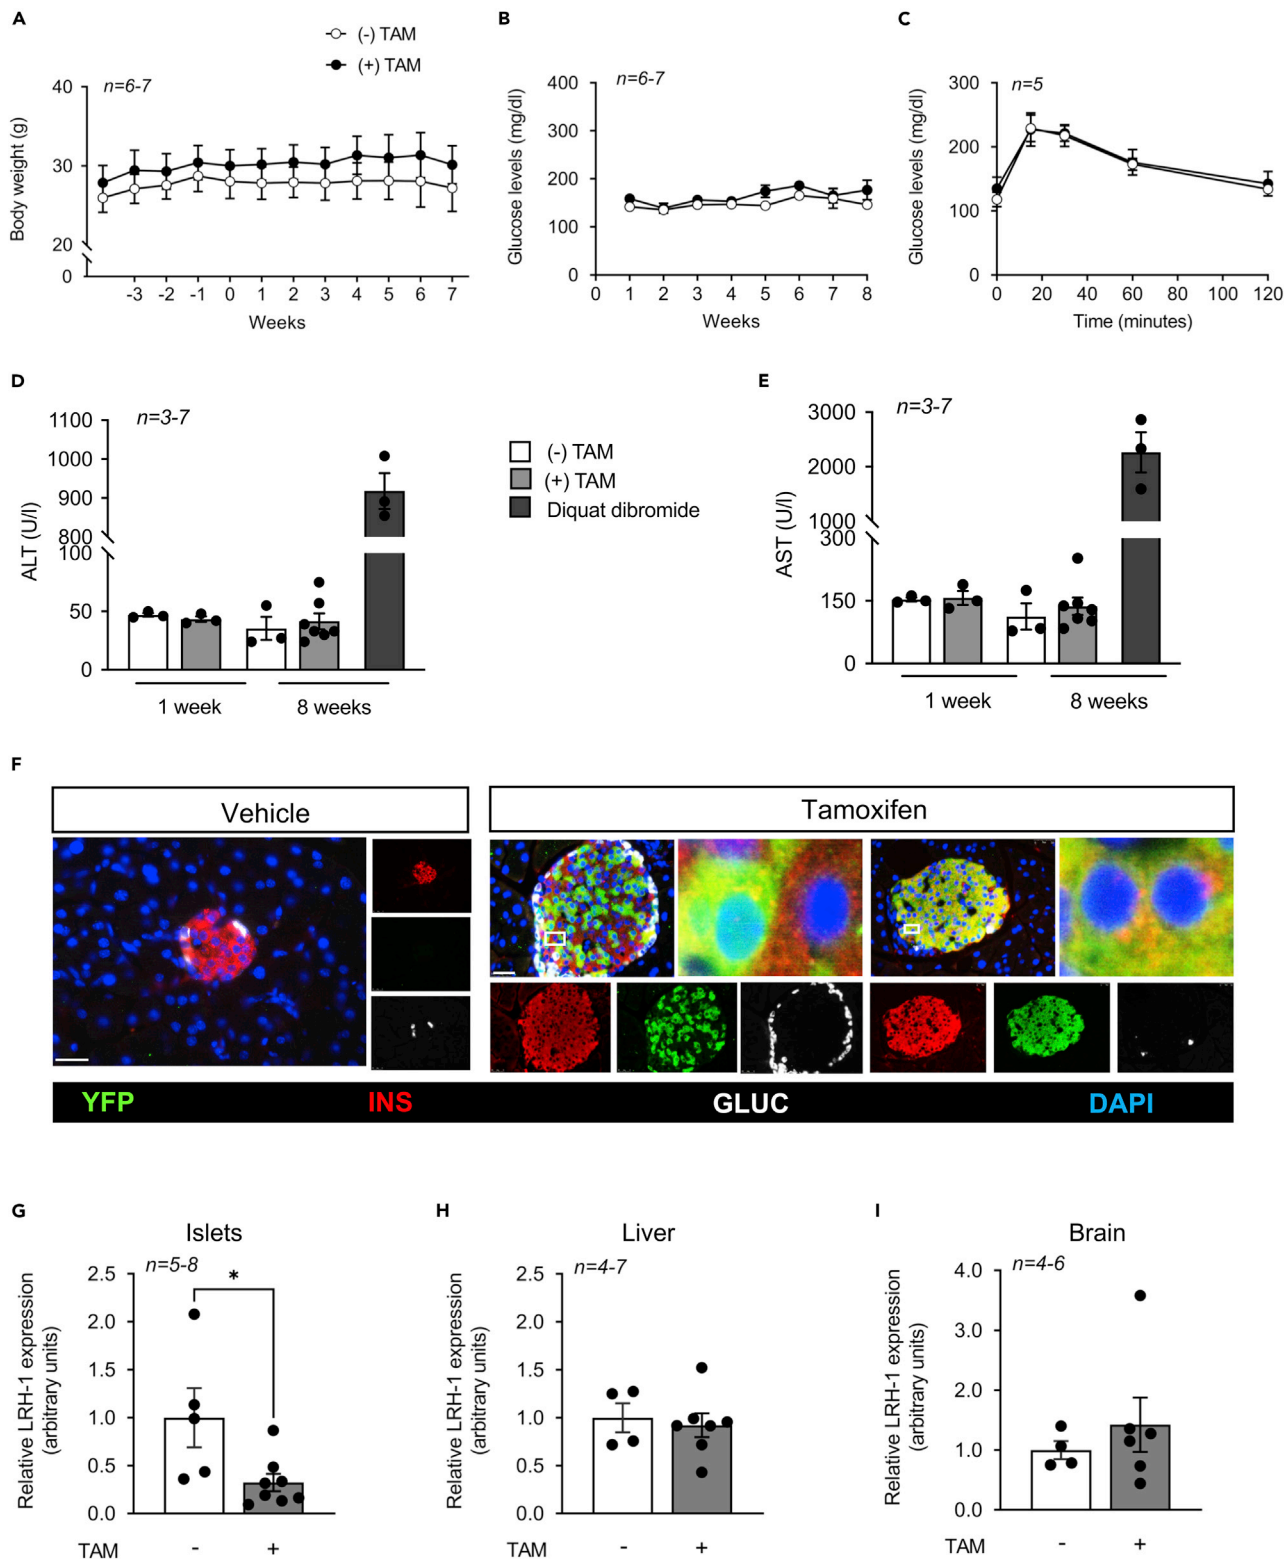 A
(-) TAM
(+) TAM
n=6-7
Body weight (g)
40
30
20
0
-3 -2 -1 0 1 2 3 4 5 6 7
Weeks
B
n=6-7
Glucose levels (mg/dl)
400
300
200
100
0
0 1 2 3 4 5 6 7 8
Weeks
C
n=5
Glucose levels (mg/dl)
300
200
100
0
0 20 40 60 80 100 120
Time (minutes)
D
n=3-7
ALT (U/l)
1100
1000
900
800
100
50
0
1 week 8 weeks
(-) TAM
(+) TAM
Diquat dibromide
E
n=3-7
AST (U/l)
3000
2000
1000
300
150
0
1 week 8 weeks
F
Vehicle Tamoxifen
YFP INS GLUC DAPI
G
Islets
n=5-8
*
Relative LRH-1 expression
(arbitrary units)
2.5
2.0
1.5
1.0
0.5
0.0
TAM - +
H
Liver
n=4-7
Relative LRH-1 expression
(arbitrary units)
2.5
2.0
1.5
1.0
0.5
0.0
TAM - +
I
Brain
n=4-6
Relative LRH-1 expression
(arbitrary units)
4.0
3.0
2.0
1.0
0.0
TAM - +